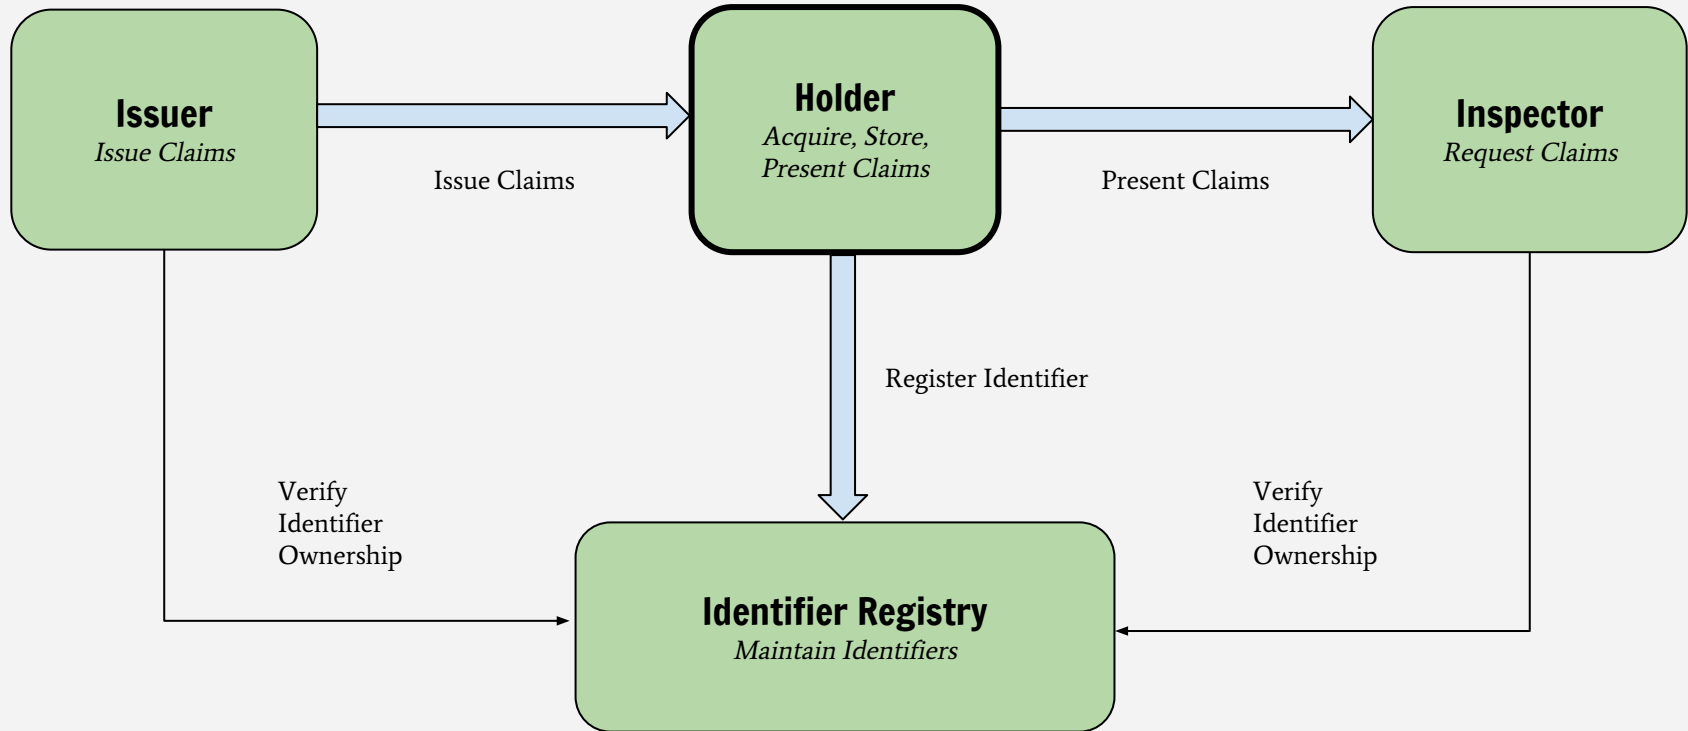 Issuer
Issue Claims
Issue Claims
Holder
Acquire, Store,
Present Claims
Present Claims
Inspector
Request Claims
Register Identifier
Verify
Identifier
Ownership
Verify
Identifier
Ownership
Identifier Registry
Maintain Identifiers